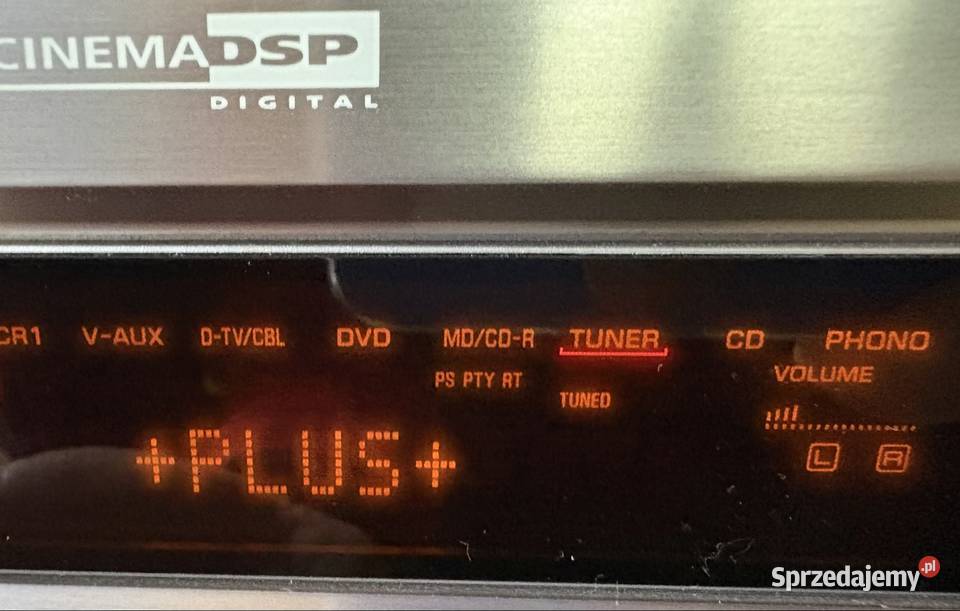 CINEMA DSP
DIGITAL
CR1 V-AUX D-TV/CBL DVD MD/CD-R TUNER CD PHONO
PS PTY RT
VOLUME
TUNED
+PLUS+
L R
Sprzedajemy.pl